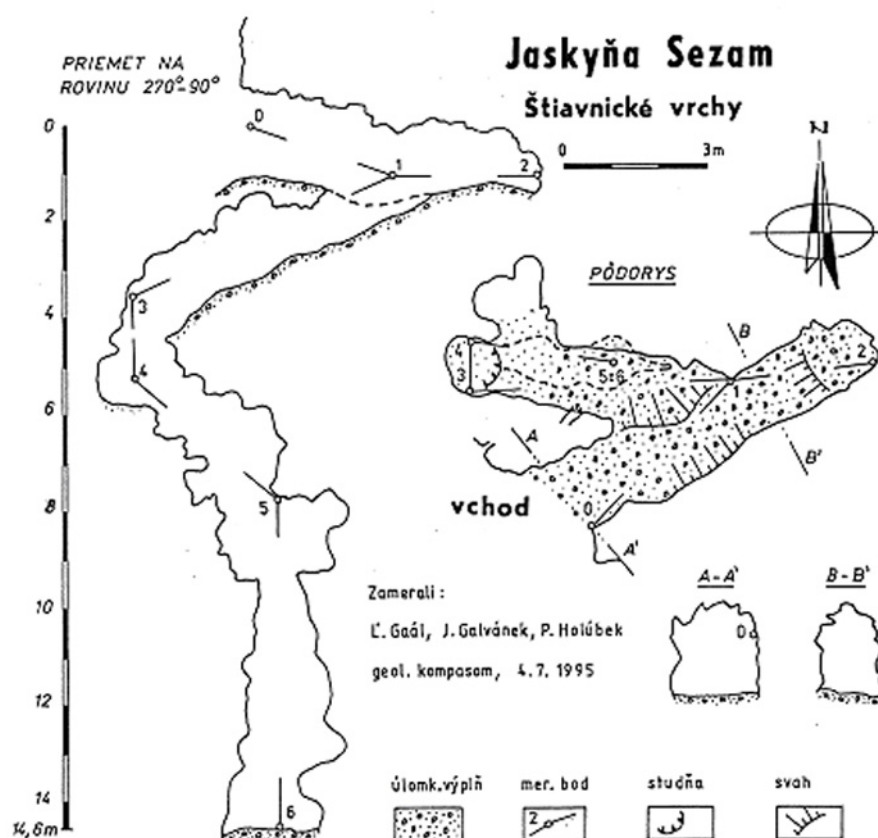 Jaskyňa Sezam
Štiavnické vrchy
PRIEMET NA
ROVINU 270°-90°
0
2
4
6
8
10
12
14
14,6m
0
1
2
3
4
5
6
0
3m
N
PÔDORYS
B
4
3
5:6
1
2
A
B'
vchod
0
A'
A-A'
B-B'
0
Zamerali:
Ľ. Gaál, J. Galvánek, P. Holúbek
geol. kompasom, 4.7. 1995
úlomk.výplň
mer. bod
studňa
svah
2